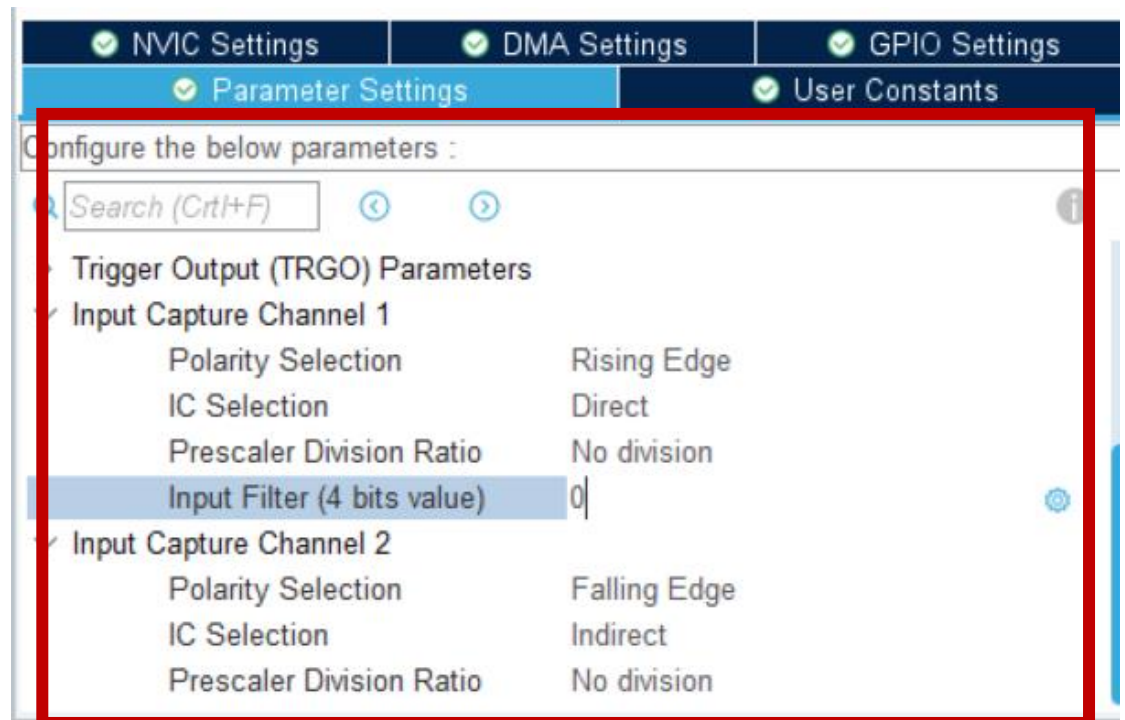 NVIC Settings DMA Settings GPIO Settings
Parameter Settings User Constants
Configure the below parameters :
Search (Crtl+F)
Trigger Output (TRGO) Parameters
Input Capture Channel 1
Polarity Selection Rising Edge
IC Selection Direct
Prescaler Division Ratio No division
Input Filter (4 bits value) 0
Input Capture Channel 2
Polarity Selection Falling Edge
IC Selection Indirect
Prescaler Division Ratio No division